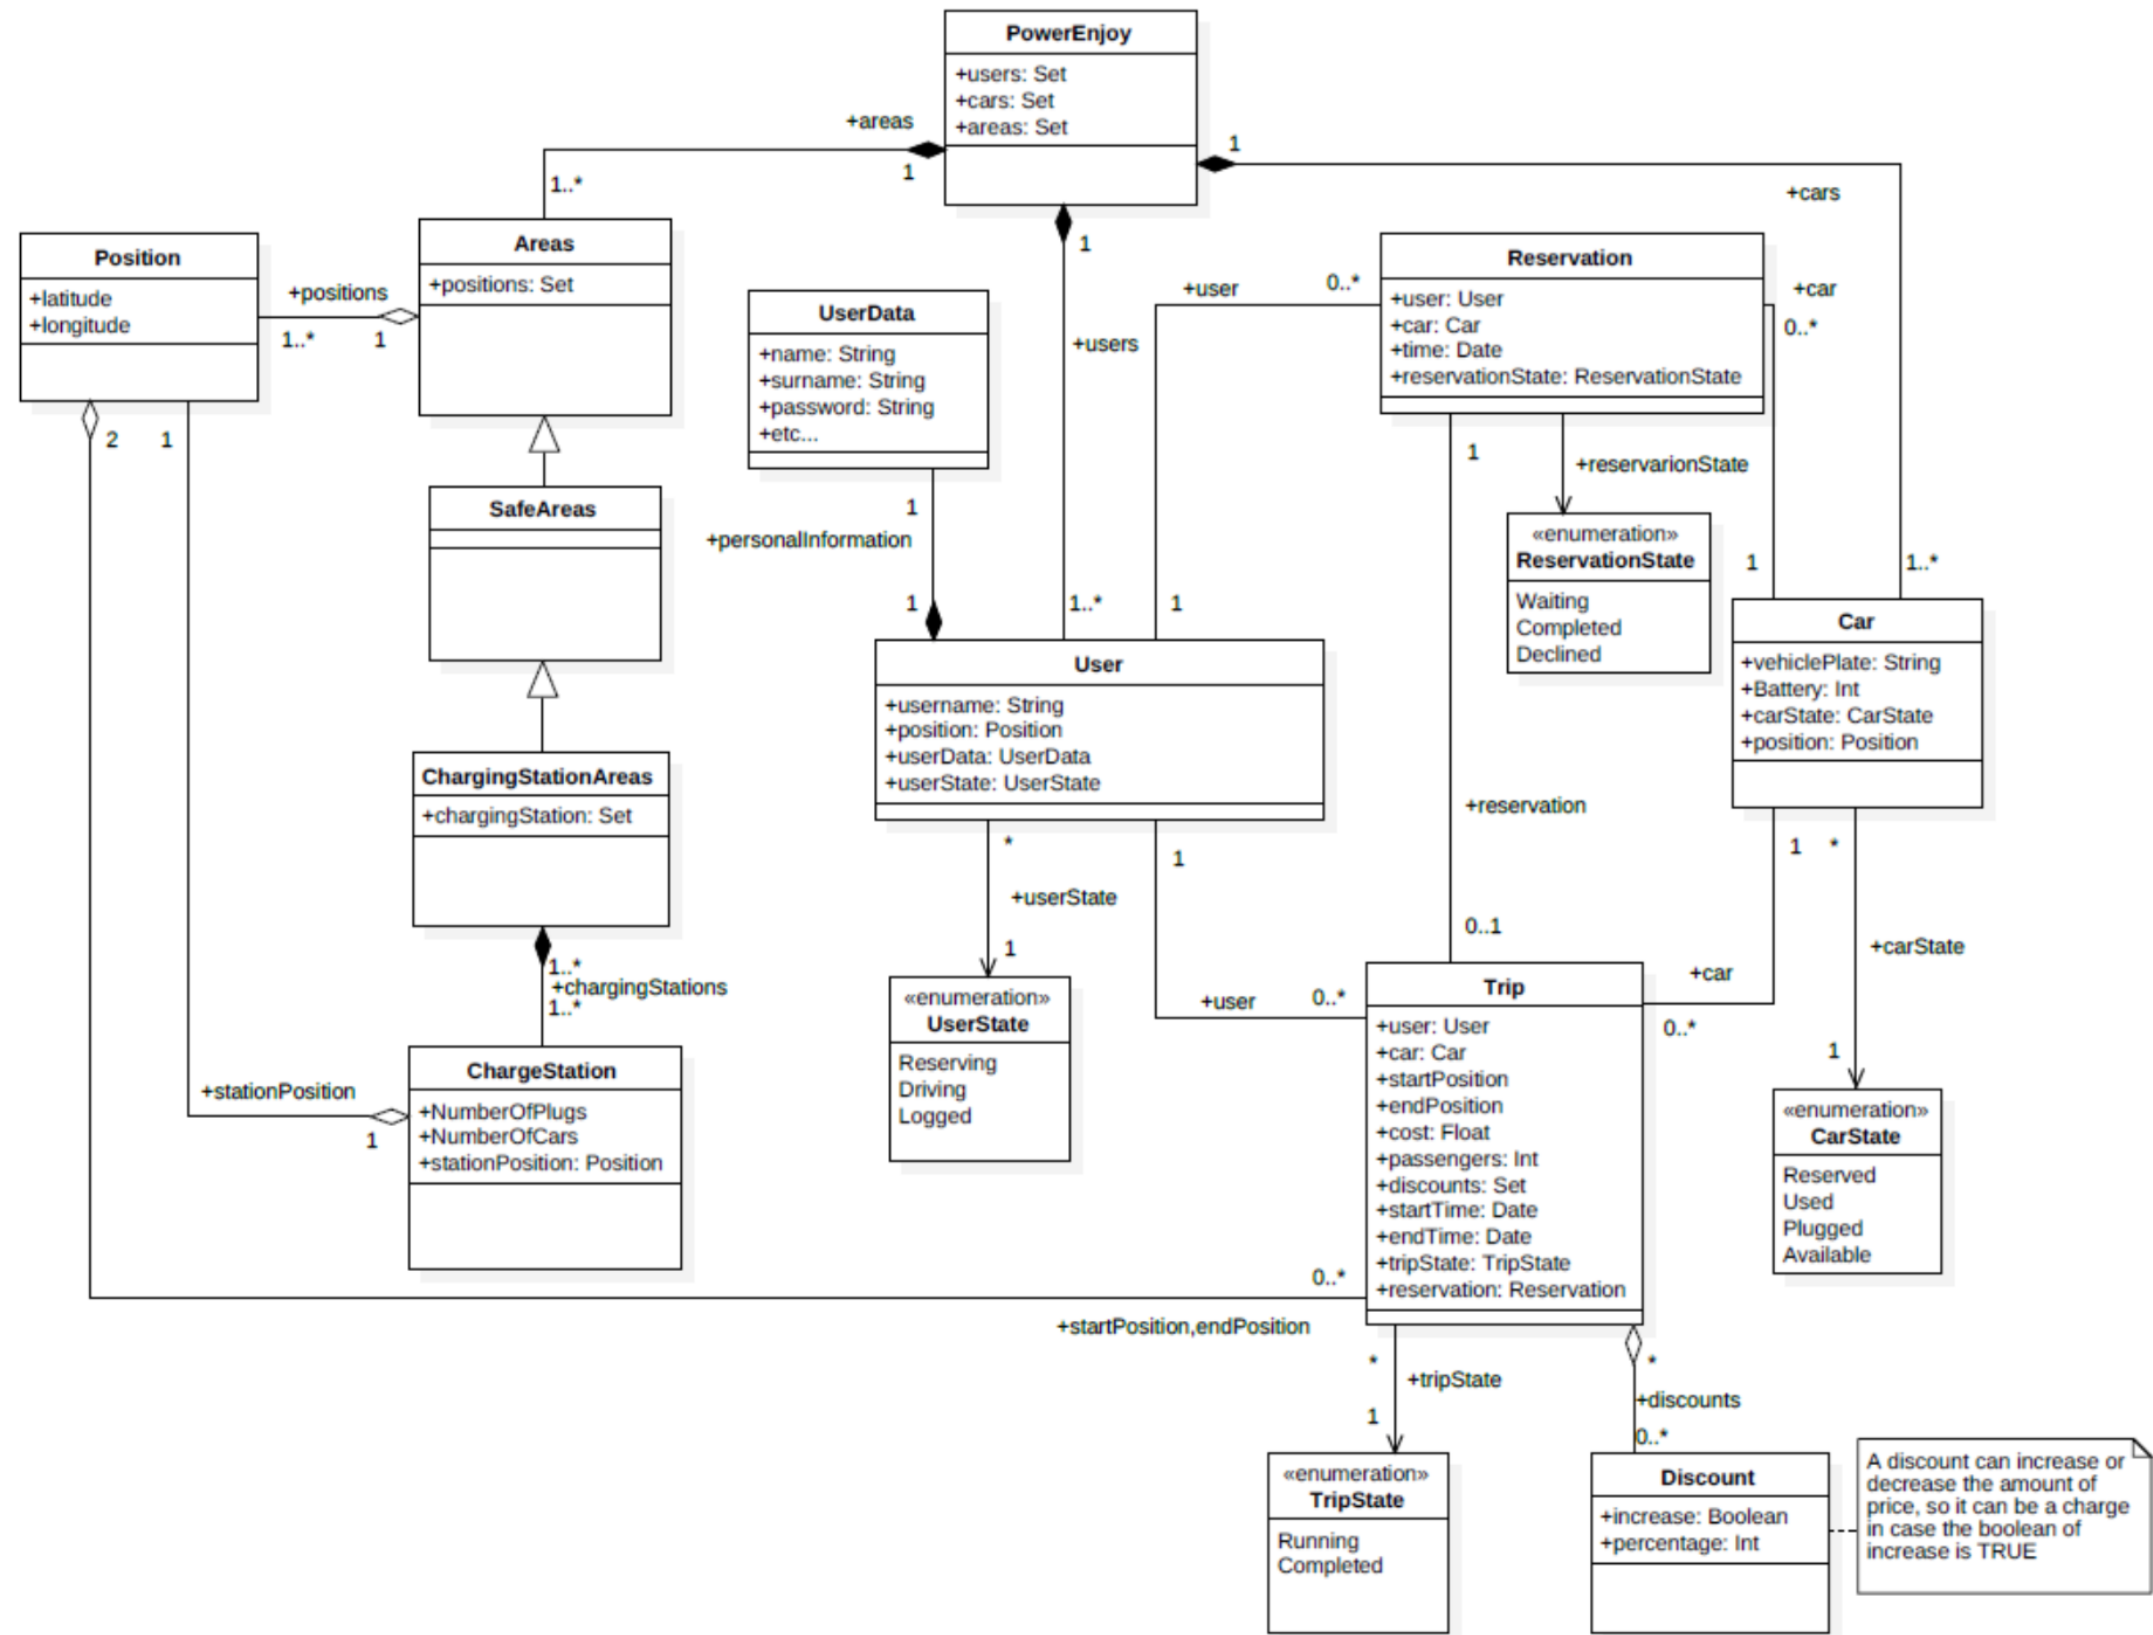 PowerEnjoy
+users: Set
+cars: Set
+areas: Set
+areas
1
1..*
1
+cars
1
+users
Position
+latitude
+longitude
+positions
1..*
1
Areas
+positions: Set
UserData
+name: String
+surname: String
+password: String
+etc...
+user
0..*
Reservation
+user: User
+car: Car
+time: Date
+reservationState: ReservationState
+car
0..*
2
1
SafeAreas
1
+personalInformation
1
1..*
1
1
+reservarionState
«enumeration»
ReservationState
Waiting
Completed
Declined
1
1..*
Car
+vehiclePlate: String
+Battery: Int
+carState: CarState
+position: Position
User
+username: String
+position: Position
+userData: UserData
+userState: UserState
ChargingStationAreas
+chargingStation: Set
1..*
+chargingStations
1..*
*
+userState
1
1
+reservation
0..1
1
*
+carState
1
+car
0..*
+user
0..*
«enumeration»
UserState
Reserving
Driving
Logged
Trip
+user: User
+car: Car
+startPosition
+endPosition
+cost: Float
+passengers: Int
+discounts: Set
+startTime: Date
+endTime: Date
+tripState: TripState
+reservation: Reservation
«enumeration»
CarState
Reserved
Used
Plugged
Available
+stationPosition
1
ChargeStation
+NumberOfPlugs
+NumberOfCars
+stationPosition: Position
0..*
+startPosition,endPosition
*
+tripState
1
*
+discounts
0..*
«enumeration»
TripState
Running
Completed
Discount
+increase: Boolean
+percentage: Int
A discount can increase or
decrease the amount of
price, so it can be a charge
in case the boolean of
increase is TRUE